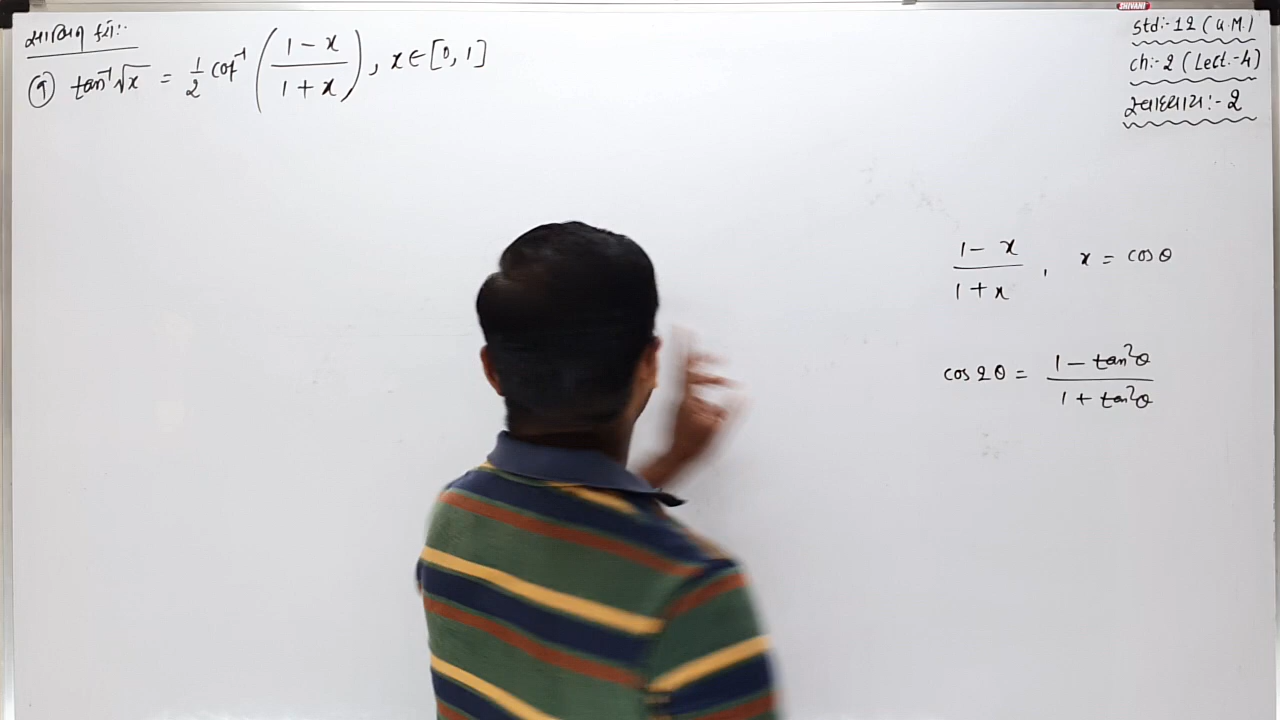 સાબિત કરો:-
(૧) tan⁻¹√x = 1/2 cos⁻¹ ((1 - x)/(1 + x)), x ∈ [0, 1]
SHIVANI
Std:- 12 (G.M.)
ch:- 2 (Lect.-4)
સ્વાધ્યાય:- 2
(1 - x)/(1 + x), x = cos θ
cos 2θ = (1 - tan²θ)/(1 + tan²θ)